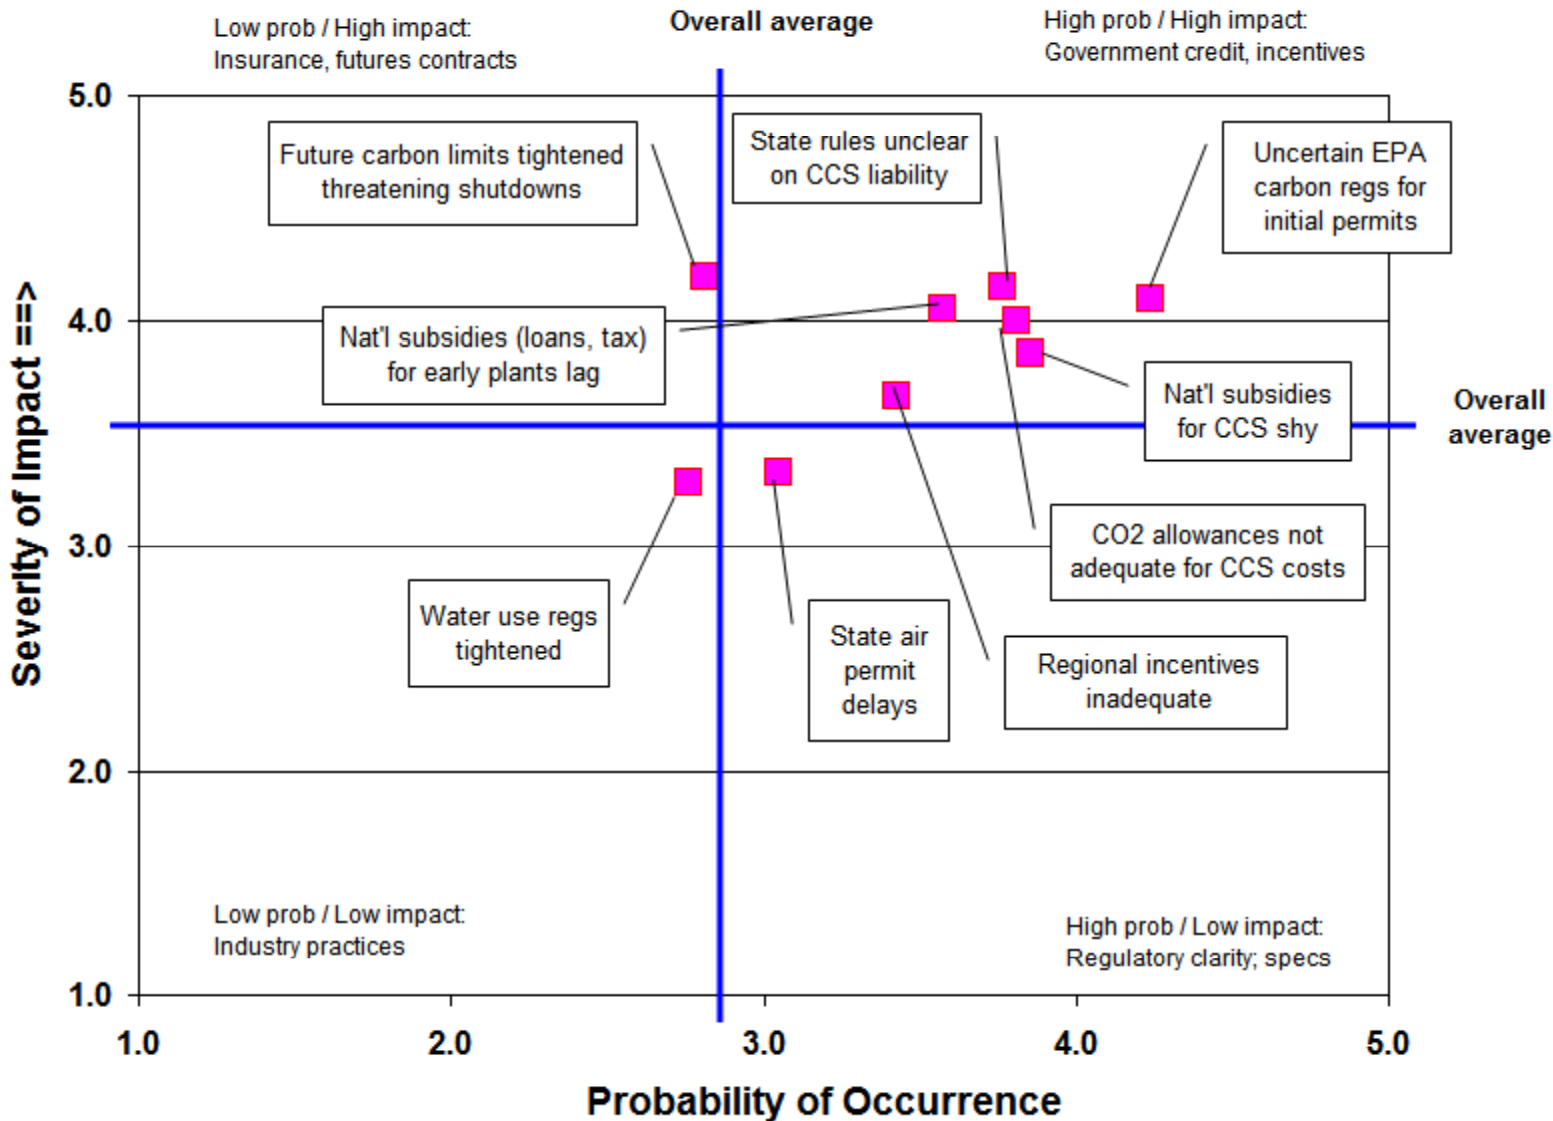 Low prob / High impact:
Insurance, futures contracts
Overall average
High prob / High impact:
Government credit, incentives
5.0
Future carbon limits tightened
threatening shutdowns
State rules unclear
on CCS liability
Uncertain EPA
carbon regs for
initial permits
4.0
Nat'l subsidies (loans, tax)
for early plants lag
Nat'l subsidies
for CCS shy
Overall
average
Severity of Impact ==>
3.0
CO2 allowances not
adequate for CCS costs
Water use regs
tightened
State air
permit
delays
Regional incentives
inadequate
2.0
Low prob / Low impact:
Industry practices
High prob / Low impact:
Regulatory clarity; specs
1.0
1.0 2.0 3.0 4.0 5.0
Probability of Occurrence